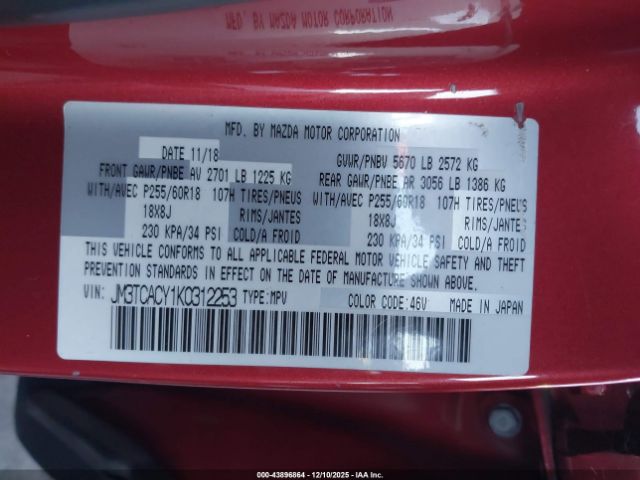 MFD. BY MAZDA MOTOR CORPORATION
DATE 11/18 GVWR/PNBV 5670 LB 2572 KG
FRONT GAWR/PNBE AV 2701 LB 1225 KG REAR GAWR/PNBE AR 3056 LB 1386 KG
WITH/AVEC P255/60R18 107H TIRES/PNEUS WITH/AVEC P255/60R18 107H TIRES/PNEUS
18X8J RIMS/JANTES 18X8J RIMS/JANTES
230 KPA/34 PSI COLD/A FROID 230 KPA/34 PSI COLD/A FROID
THIS VEHICLE CONFORMS TO ALL APPLICABLE FEDERAL MOTOR VEHICLE SAFETY AND THEFT
PREVENTION STANDARDS IN EFFECT ON THE DATE OF MANUFACTURE SHOWN ABOVE.
VIN: JM3TCACY1K0312253 TYPE:MPV COLOR CODE:46V MADE IN JAPAN
000-43896864 - 12/10/2025 - IAAI.COM